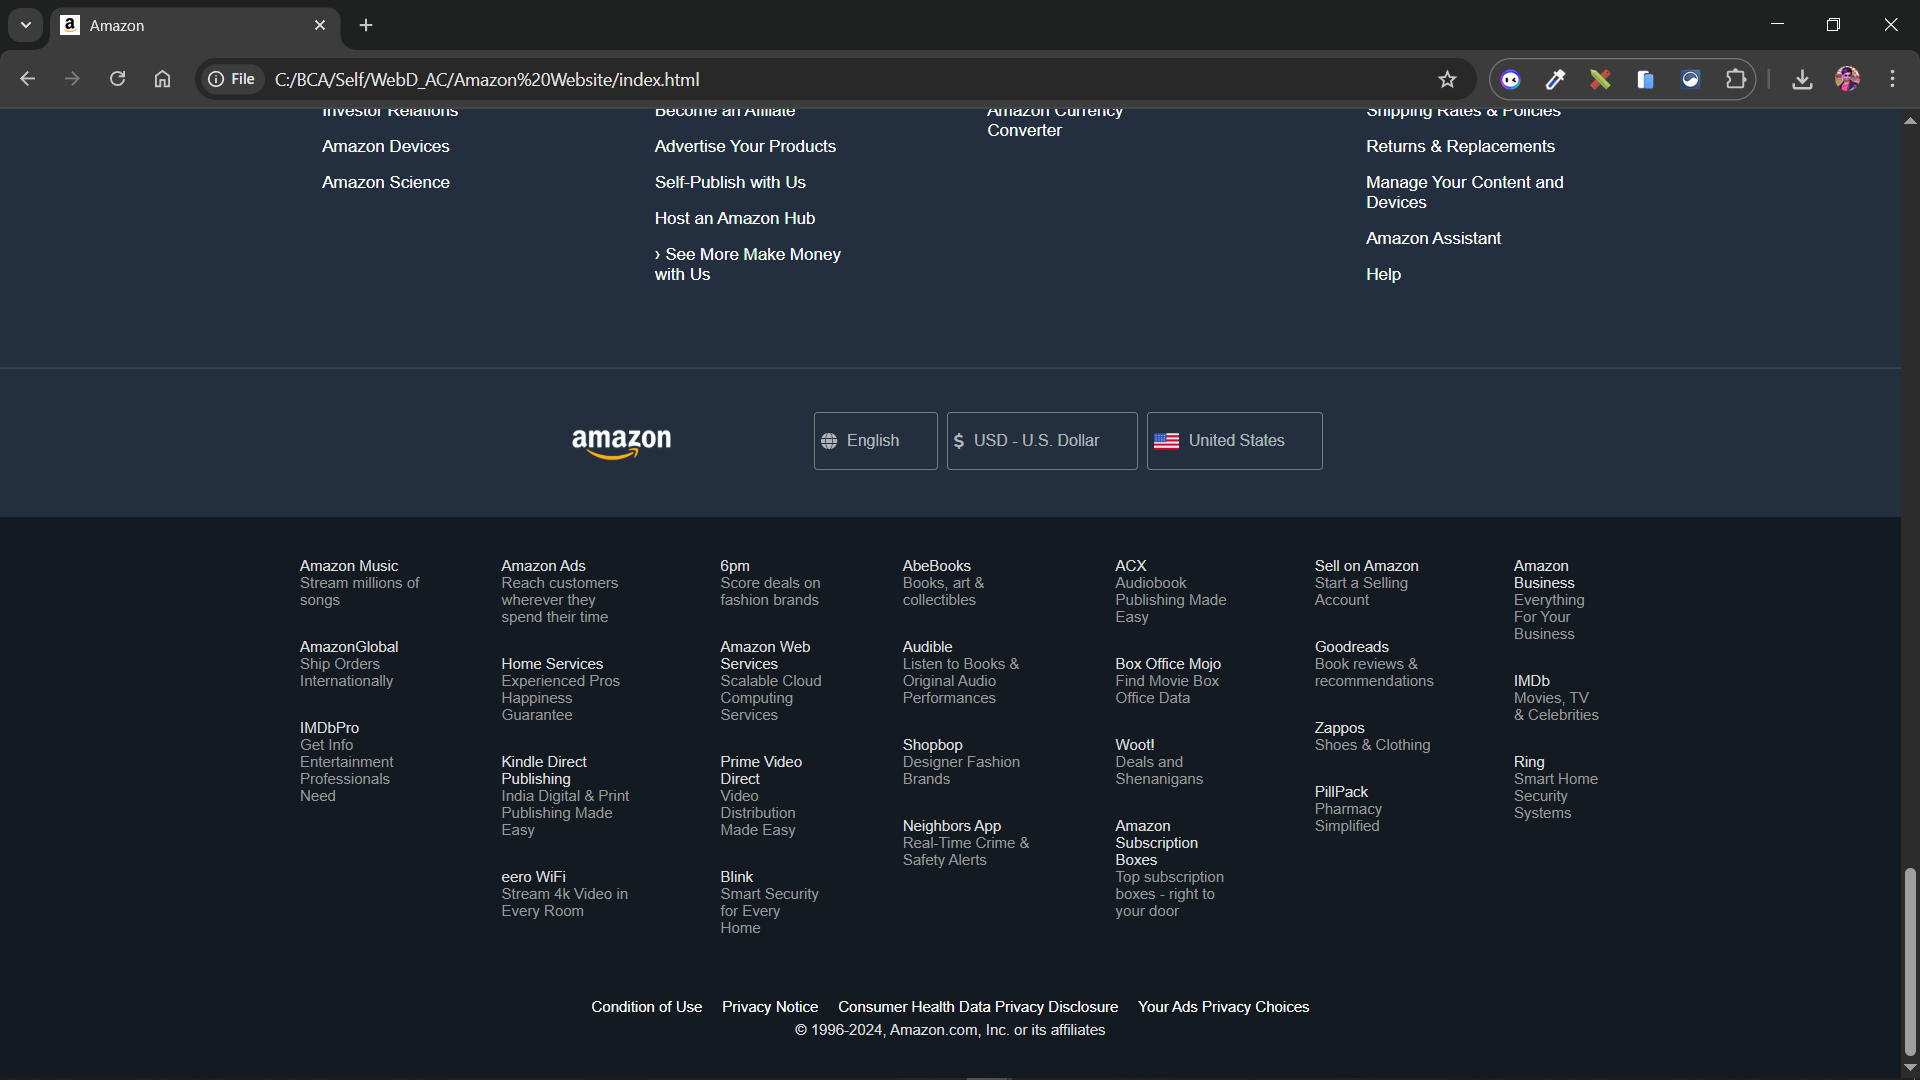 Amazon
File
C:/BCA/Self/WebD_AC/Amazon%20Website/index.html
Investor Relations
Amazon Devices
Amazon Science
Become an Affiliate
Advertise Your Products
Self-Publish with Us
Host an Amazon Hub
› See More Make Money
with Us
Amazon Currency
Converter
Shipping Rates & Policies
Returns & Replacements
Manage Your Content and
Devices
Amazon Assistant
Help
amazon
English
$ USD - U.S. Dollar
United States
Amazon Music
Stream millions of
songs
AmazonGlobal
Ship Orders
Internationally
IMDbPro
Get Info
Entertainment
Professionals
Need
Amazon Ads
Reach customers
wherever they
spend their time
Home Services
Experienced Pros
Happiness
Guarantee
Kindle Direct
Publishing
India Digital & Print
Publishing Made
Easy
eero WiFi
Stream 4k Video in
Every Room
6pm
Score deals on
fashion brands
Amazon Web
Services
Scalable Cloud
Computing
Services
Prime Video
Direct
Video
Distribution
Made Easy
Blink
Smart Security
for Every
Home
AbeBooks
Books, art &
collectibles
Audible
Listen to Books &
Original Audio
Performances
Shopbop
Designer Fashion
Brands
Neighbors App
Real-Time Crime &
Safety Alerts
ACX
Audiobook
Publishing Made
Easy
Box Office Mojo
Find Movie Box
Office Data
Woot!
Deals and
Shenanigans
Amazon
Subscription
Boxes
Top subscription
boxes - right to
your door
Sell on Amazon
Start a Selling
Account
Goodreads
Book reviews &
recommendations
Zappos
Shoes & Clothing
PillPack
Pharmacy
Simplified
Amazon
Business
Everything
For Your
Business
IMDb
Movies, TV
& Celebrities
Ring
Smart Home
Security
Systems
Condition of Use Privacy Notice Consumer Health Data Privacy Disclosure Your Ads Privacy Choices
© 1996-2024, Amazon.com, Inc. or its affiliates